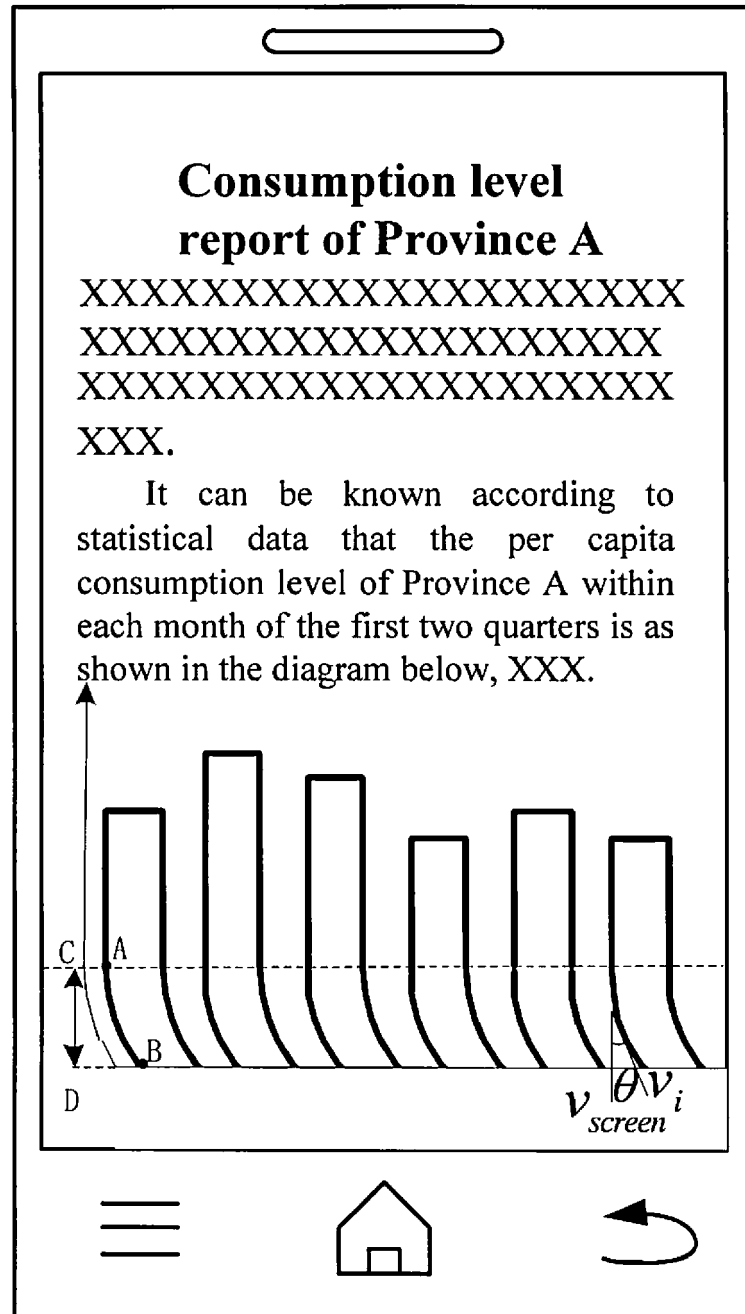 Consumption level
report of Province A
XXXXXXXXXXXXXXXXXXXX
XXXXXXXXXXXXXXXXXXX
XXXXXXXXXXXXXXXXXXXX
XXX.
It can be known according to
statistical data that the per capita
consumption level of Province A within
each month of the first two quarters is as
shown in the diagram below, XXX.
C A
B
D
v_screen θ v_i